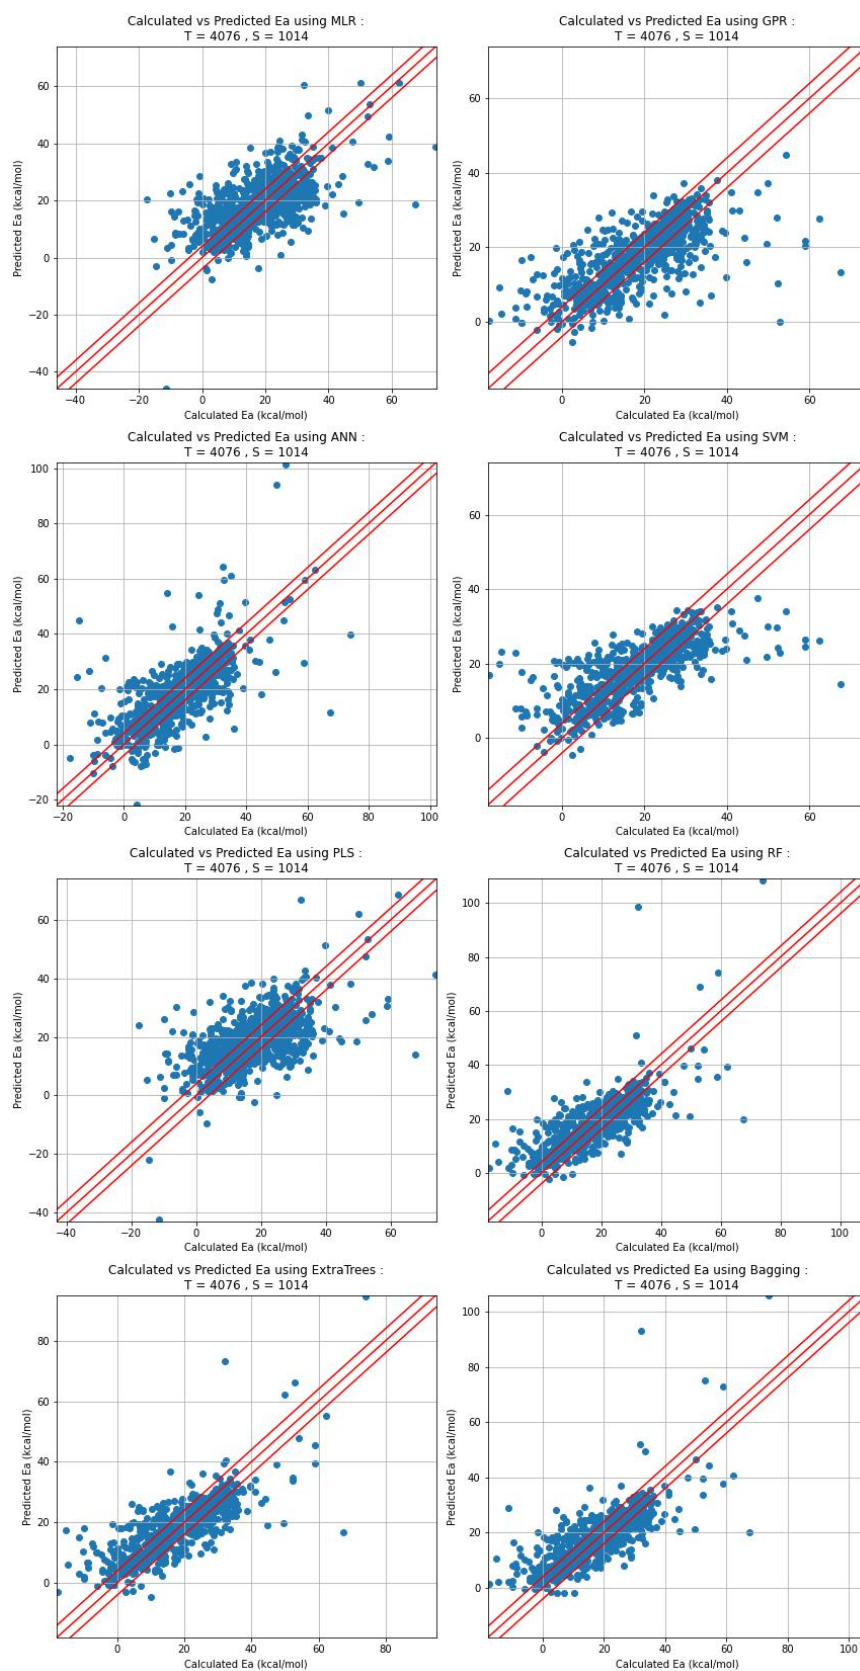 Calculated vs Predicted Ea using MLR :
T = 4076 , S = 1014
Predicted Ea (kcal/mol)
60
40
20
0
−20
−40
−40
−20
0
20
40
60
Calculated Ea (kcal/mol)
Calculated vs Predicted Ea using GPR :
T = 4076 , S = 1014
Predicted Ea (kcal/mol)
60
40
20
0
0
20
40
60
Calculated Ea (kcal/mol)
Calculated vs Predicted Ea using ANN :
T = 4076 , S = 1014
Predicted Ea (kcal/mol)
100
80
60
40
20
0
−20
−20
0
20
40
60
80
100
Calculated Ea (kcal/mol)
Calculated vs Predicted Ea using SVM :
T = 4076 , S = 1014
Predicted Ea (kcal/mol)
60
40
20
0
0
20
40
60
Calculated Ea (kcal/mol)
Calculated vs Predicted Ea using PLS :
T = 4076 , S = 1014
Predicted Ea (kcal/mol)
60
40
20
0
−20
−40
−40
−20
0
20
40
60
Calculated Ea (kcal/mol)
Calculated vs Predicted Ea using RF :
T = 4076 , S = 1014
Predicted Ea (kcal/mol)
100
80
60
40
20
0
0
20
40
60
80
100
Calculated Ea (kcal/mol)
Calculated vs Predicted Ea using ExtraTrees :
T = 4076 , S = 1014
Predicted Ea (kcal/mol)
80
60
40
20
0
0
20
40
60
80
Calculated Ea (kcal/mol)
Calculated vs Predicted Ea using Bagging :
T = 4076 , S = 1014
Predicted Ea (kcal/mol)
100
80
60
40
20
0
0
20
40
60
80
100
Calculated Ea (kcal/mol)